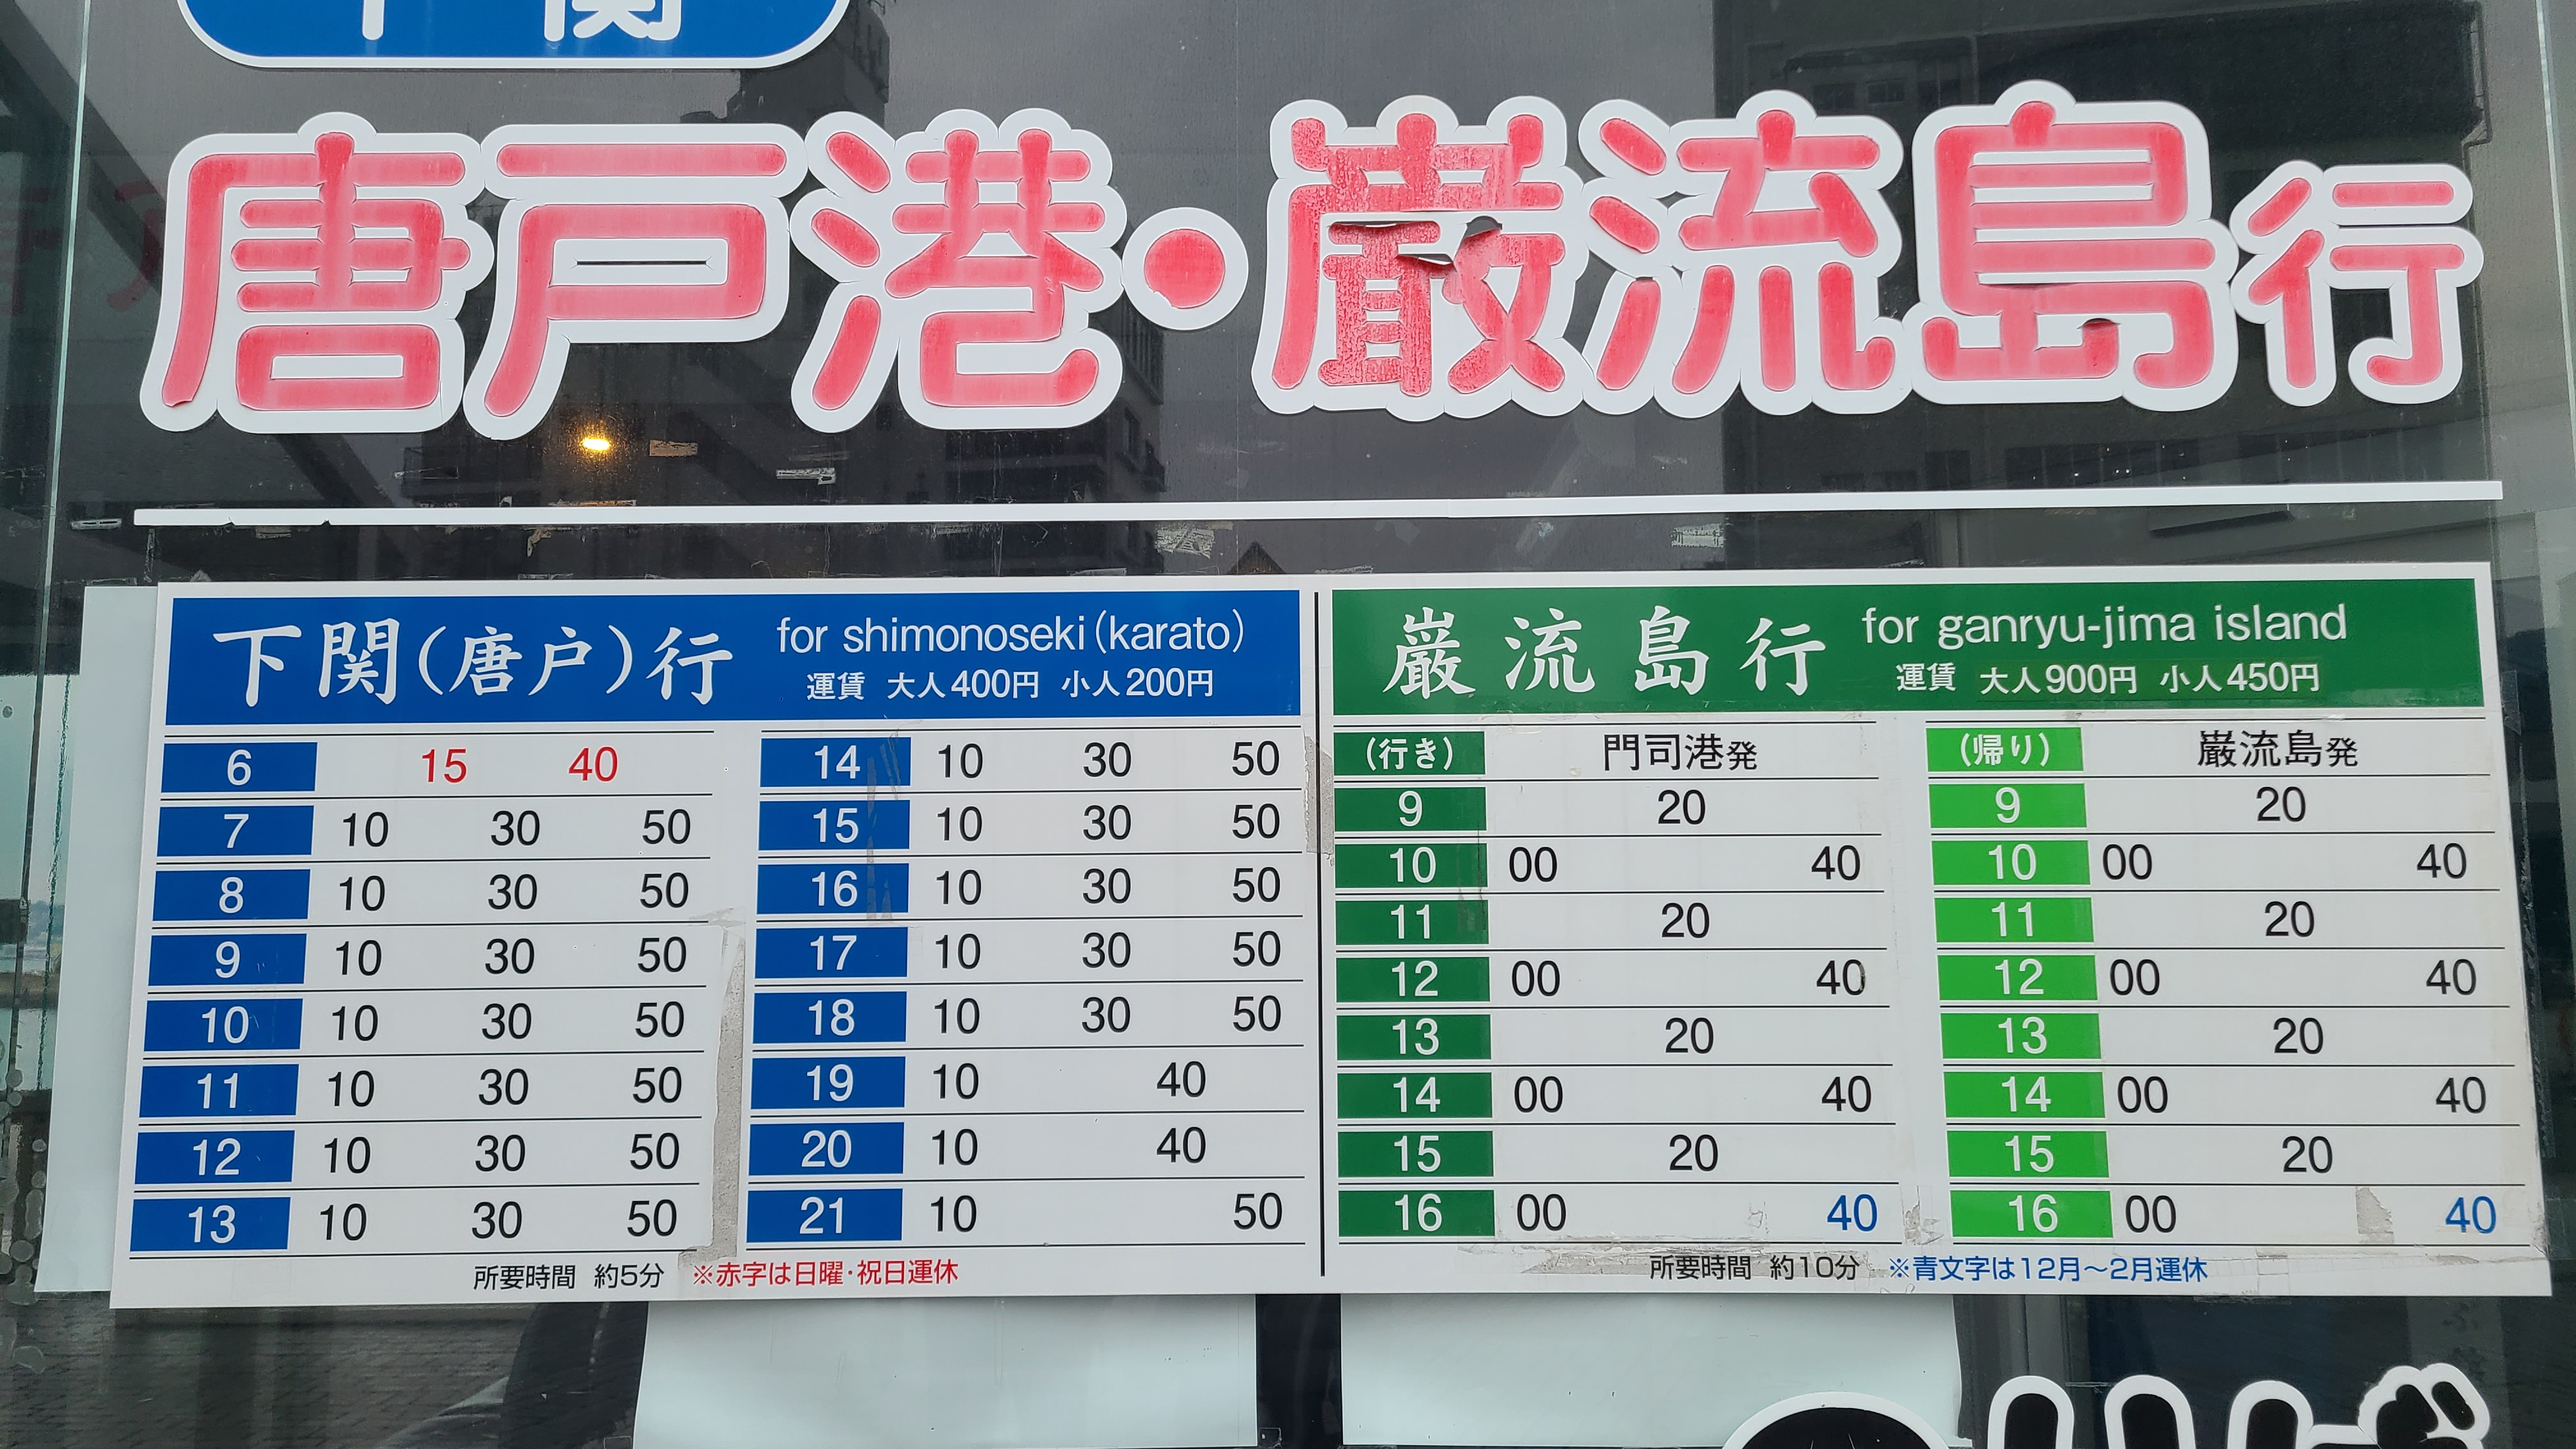 下関
唐戸港・巌流島行
下関(唐戸)行 for shimonoseki(karato)
運賃 大人400円 小人200円
6 15 40
7 10 30 50
8 10 30 50
9 10 30 50
10 10 30 50
11 10 30 50
12 10 30 50
13 10 30 50
14 10 30 50
15 10 30 50
16 10 30 50
17 10 30 50
18 10 30 50
19 10 40
20 10 40
21 10 50
所要時間 約5分 ※赤字は日曜・祝日運休
巌流島行 for ganryu-jima island
運賃 大人900円 小人450円
(行き) 門司港発
9 20
10 00 40
11 20
12 00 40
13 20
14 00 40
15 20
16 00 40
(帰り) 巌流島発
9 20
10 00 40
11 20
12 00 40
13 20
14 00 40
15 20
16 00 40
所要時間 約10分 ※青文字は12月～2月運休